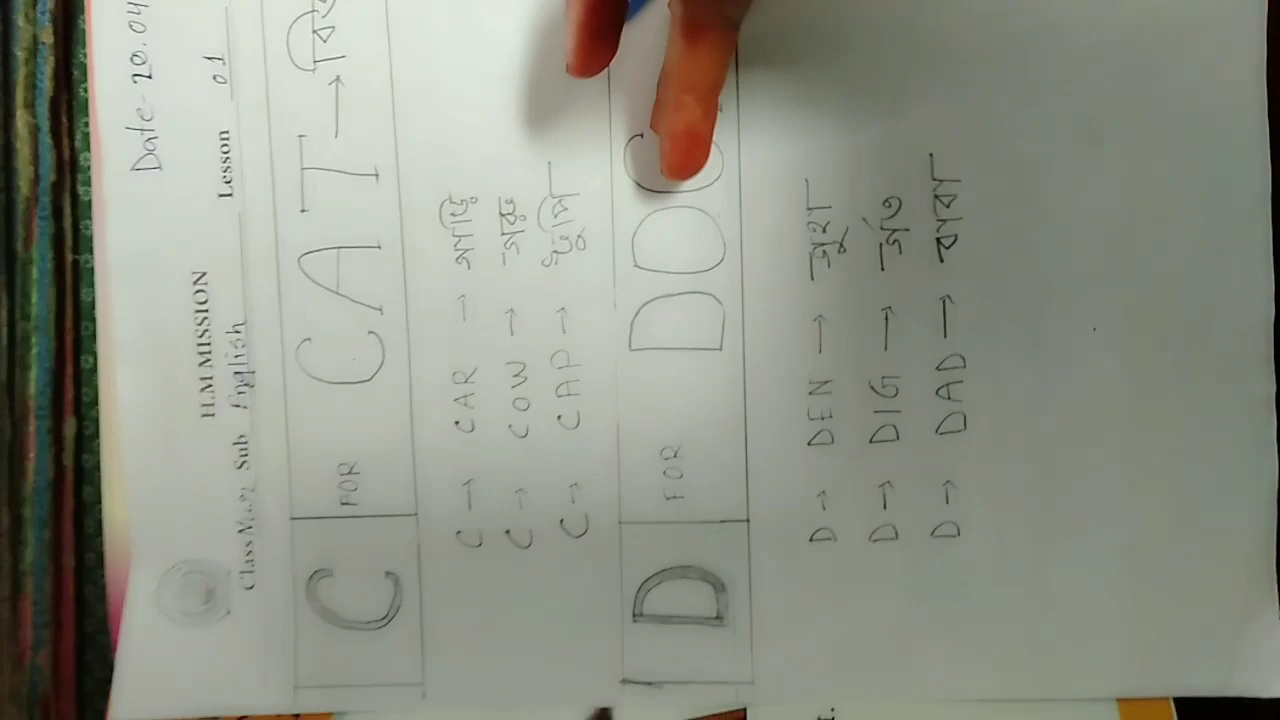 Date- 20.04
H.M MISSION
Class Sub English Lesson 01
C FOR CAT →
C → CAR → গাড়ি
C → COW → গরু
C → CAP → টুপি
D FOR
D → DEN → গুহা
D → DIG → গর্ত
D → DAD → বাবা